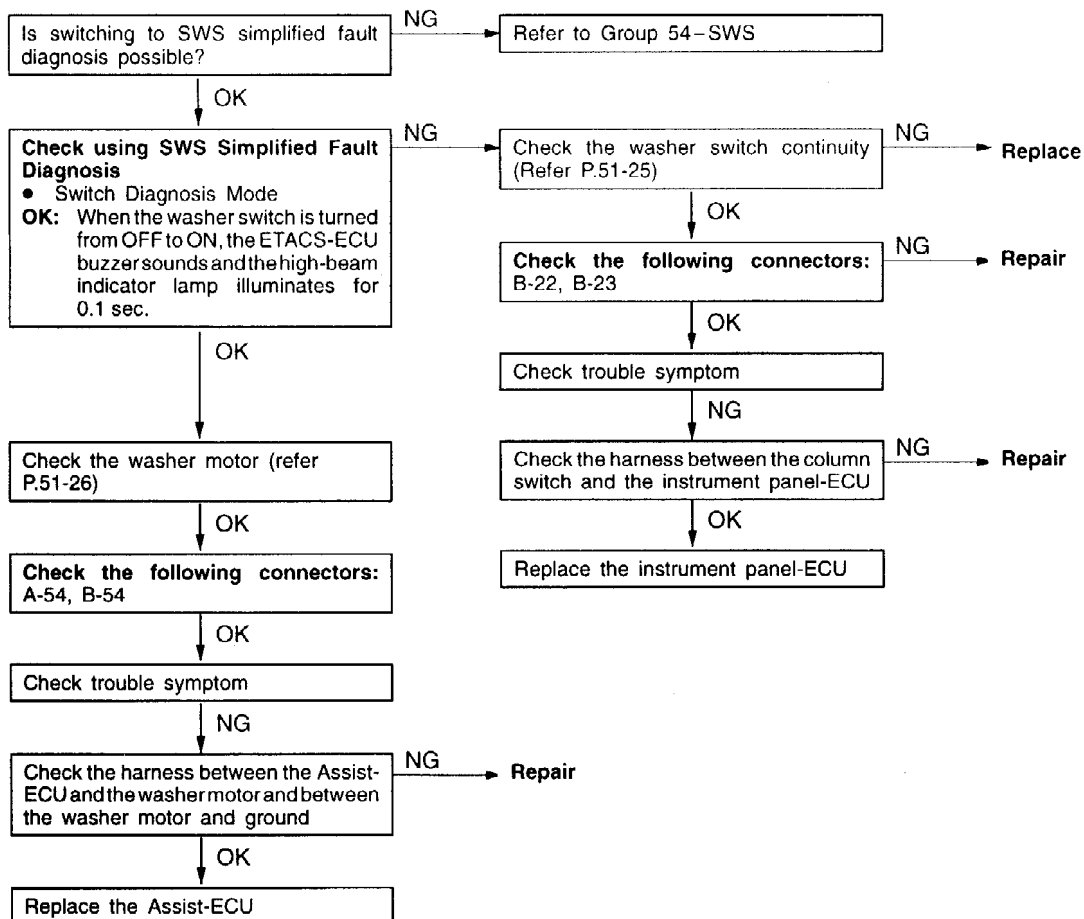 Is switching to SWS simplified fault
diagnosis possible?
NG
Refer to Group 54–SWS
OK
Check using SWS Simplified Fault
Diagnosis
● Switch Diagnosis Mode
OK: When the washer switch is turned
from OFF to ON, the ETACS-ECU
buzzer sounds and the high-beam
indicator lamp illuminates for
0.1 sec.
NG
Check the washer switch continuity
(Refer P.51-25)
NG
Replace
OK
Check the following connectors:
B-22, B-23
NG
Repair
OK
Check trouble symptom
NG
Check the harness between the column
switch and the instrument panel-ECU
NG
Repair
OK
Replace the instrument panel-ECU
OK
Check the washer motor (refer
P.51-26)
OK
Check the following connectors:
A-54, B-54
OK
Check trouble symptom
NG
Check the harness between the Assist-
ECU and the washer motor and between
the washer motor and ground
NG
Repair
OK
Replace the Assist-ECU